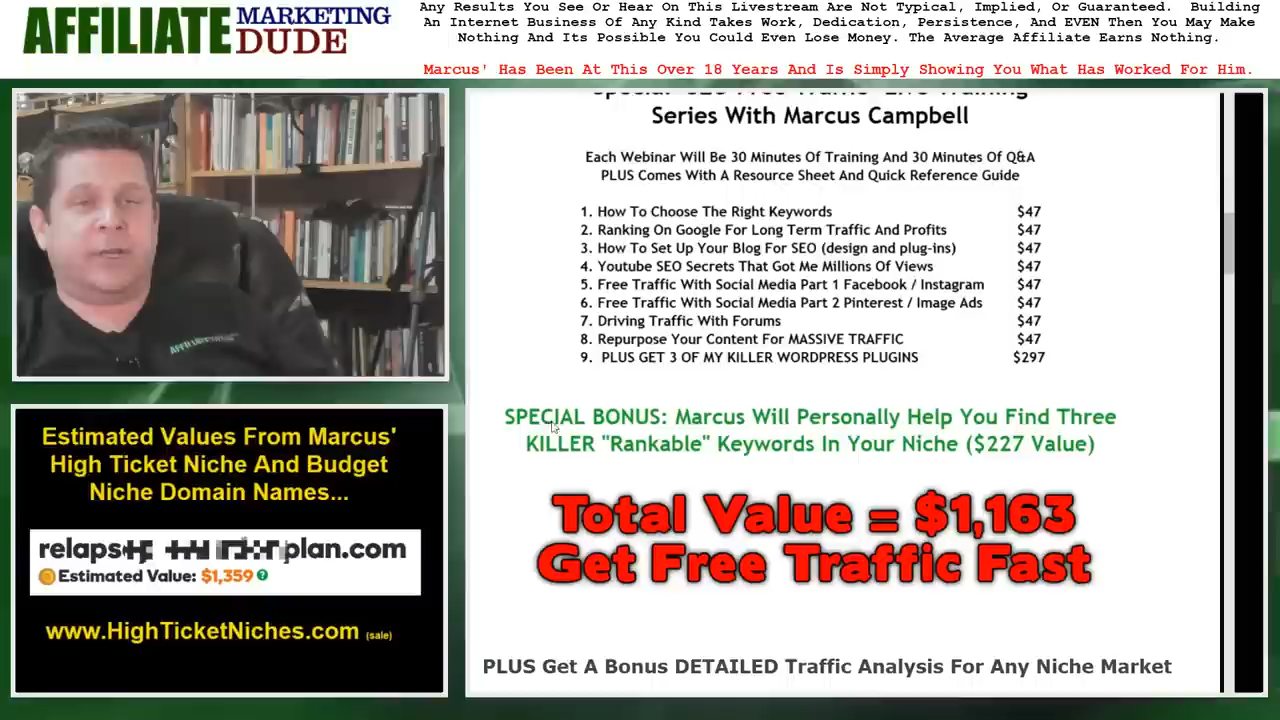 AFFILIATE MARKETING DUDE
Any Results You See Or Hear On This Livestream Are Not Typical, Implied, Or Guaranteed. Building
An Internet Business Of Any Kind Takes Work, Dedication, Persistence, And EVEN Then You May Make
Nothing And Its Possible You Could Even Lose Money. The Average Affiliate Earns Nothing.
Marcus' Has Been At This Over 18 Years And Is Simply Showing You What Has Worked For Him.
Series With Marcus Campbell
Each Webinar Will Be 30 Minutes Of Training And 30 Minutes Of Q&A
PLUS Comes With A Resource Sheet And Quick Reference Guide
1. How To Choose The Right Keywords $47
2. Ranking On Google For Long Term Traffic And Profits $47
3. How To Set Up Your Blog For SEO (design and plug-ins) $47
4. Youtube SEO Secrets That Got Me Millions Of Views $47
5. Free Traffic With Social Media Part 1 Facebook / Instagram $47
6. Free Traffic With Social Media Part 2 Pinterest / Image Ads $47
7. Driving Traffic With Forums $47
8. Repurpose Your Content For MASSIVE TRAFFIC $47
9. PLUS GET 3 OF MY KILLER WORDPRESS PLUGINS $297
SPECIAL BONUS: Marcus Will Personally Help You Find Three
KILLER "Rankable" Keywords In Your Niche ($227 Value)
Total Value = $1,163
Get Free Traffic Fast
PLUS Get A Bonus DETAILED Traffic Analysis For Any Niche Market
Estimated Values From Marcus'
High Ticket Niche And Budget
Niche Domain Names...
plan.com
Estimated Value: $1,359
www.HighTicketNiches.com (sale)